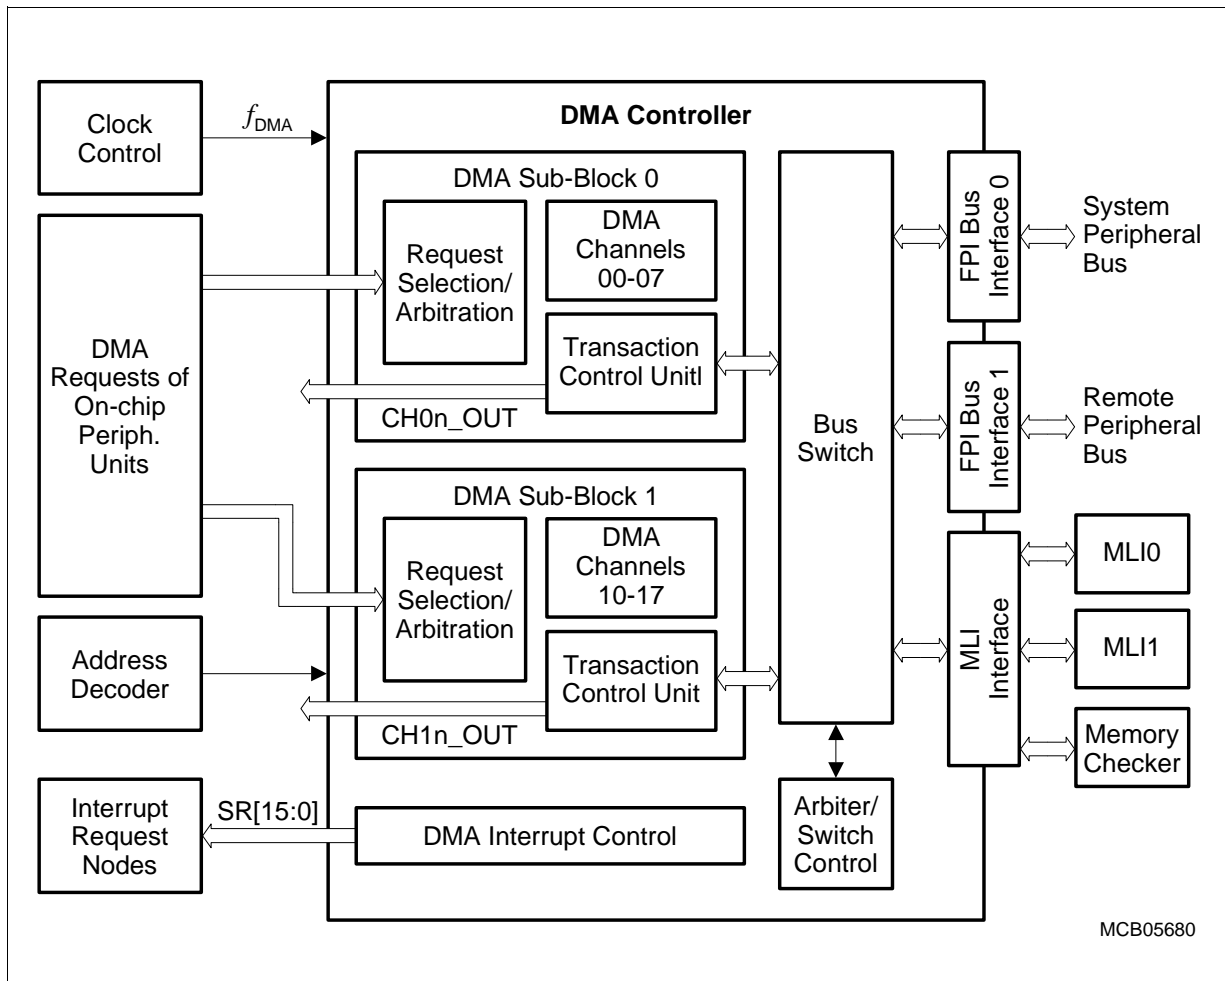 Clock
Control
fDMA
DMA Controller
DMA Sub-Block 0
Request
Selection/
Arbitration
DMA
Channels
00-07
Transaction
Control Unitl
CH0n_OUT
DMA
Requests of
On-chip
Periph.
Units
DMA Sub-Block 1
Request
Selection/
Arbitration
DMA
Channels
10-17
Transaction
Control Unit
CH1n_OUT
Address
Decoder
Interrupt
Request
Nodes
SR[15:0]
DMA Interrupt Control
Bus
Switch
Arbiter/
Switch
Control
FPI Bus
Interface 0
System
Peripheral
Bus
FPI Bus
Interface 1
Remote
Peripheral
Bus
MLI
Interface
MLI0
MLI1
Memory
Checker
MCB05680